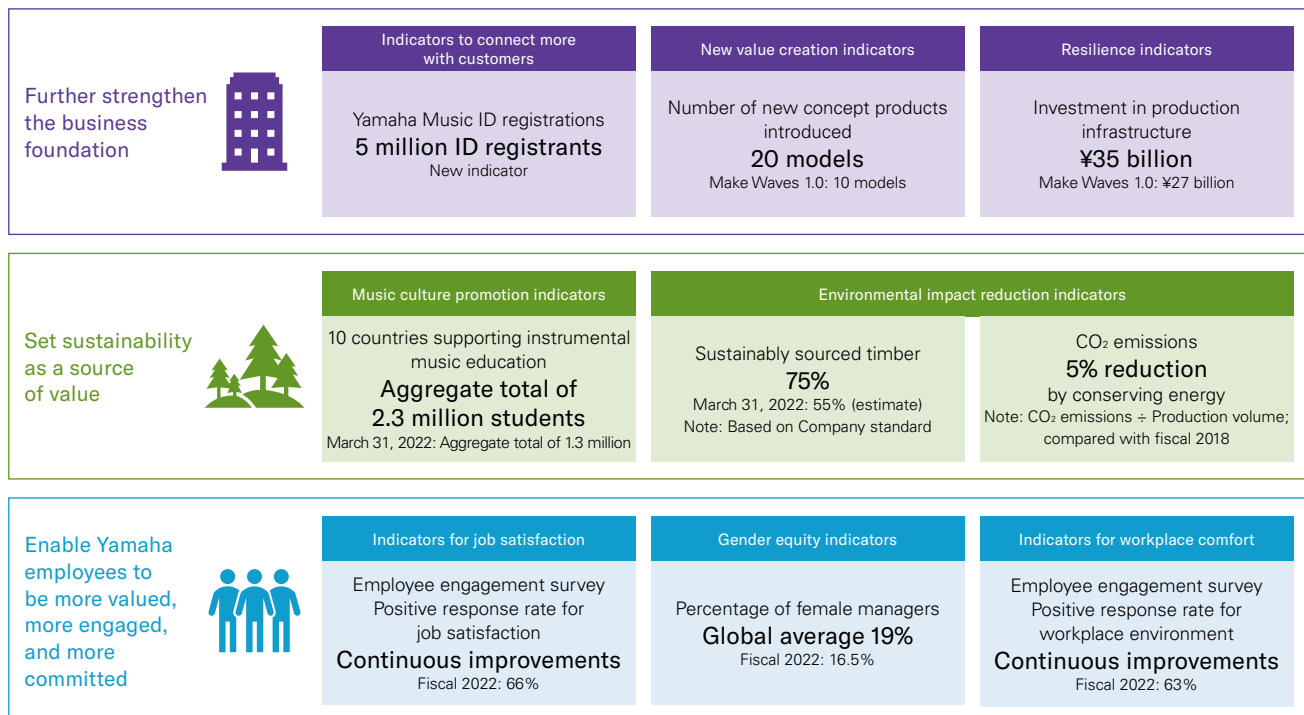 Further strengthen
the business
foundation
Indicators to connect more
with customers
Yamaha Music ID registrations
5 million ID registrants
New indicator
New value creation indicators
Number of new concept products
introduced
20 models
Make Waves 1.0: 10 models
Resilience indicators
Investment in production
infrastructure
¥35 billion
Make Waves 1.0: ¥27 billion
Set sustainability
as a source
of value
Music culture promotion indicators
10 countries supporting instrumental
music education
Aggregate total of
2.3 million students
March 31, 2022: Aggregate total of 1.3 million
Environmental impact reduction indicators
Sustainably sourced timber
75%
March 31, 2022: 55% (estimate)
Note: Based on Company standard
CO₂ emissions
5% reduction
by conserving energy
Note: CO₂ emissions ÷ Production volume;
compared with fiscal 2018
Enable Yamaha
employees to
be more valued,
more engaged,
and more
committed
Indicators for job satisfaction
Employee engagement survey
Positive response rate for
job satisfaction
Continuous improvements
Fiscal 2022: 66%
Gender equity indicators
Percentage of female managers
Global average 19%
Fiscal 2022: 16.5%
Indicators for workplace comfort
Employee engagement survey
Positive response rate for
workplace environment
Continuous improvements
Fiscal 2022: 63%